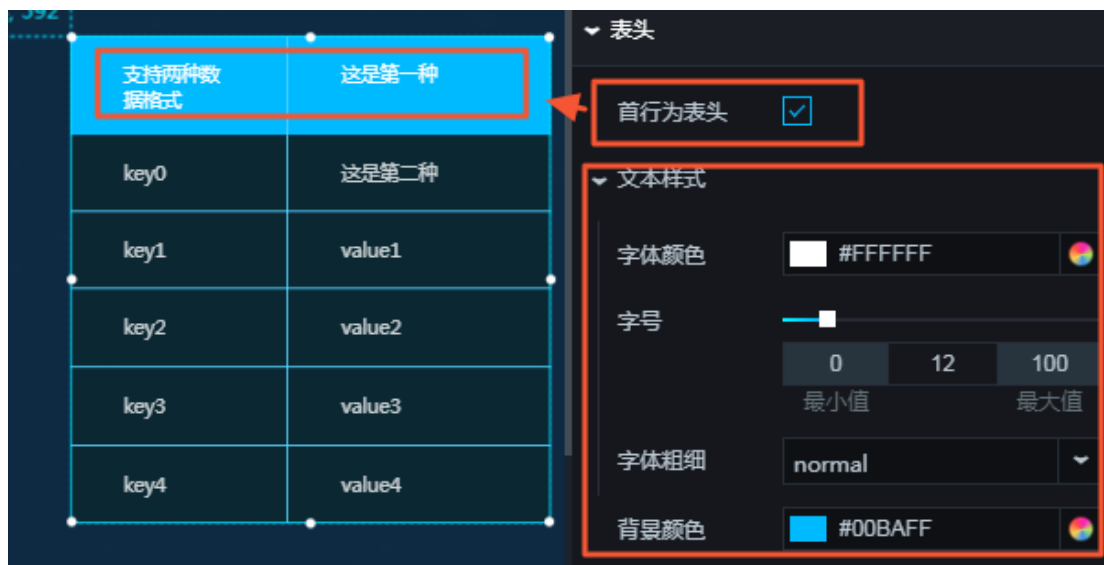 , 592
支持两种数
据格式
这是第一种
key0
这是第二种
key1
value1
key2
value2
key3
value3
key4
value4
表头
首行为表头
文本样式
字体颜色
#FFFFFF
字号
0
12
100
最小值
最大值
字体粗细
normal
背景颜色
#00BAFF